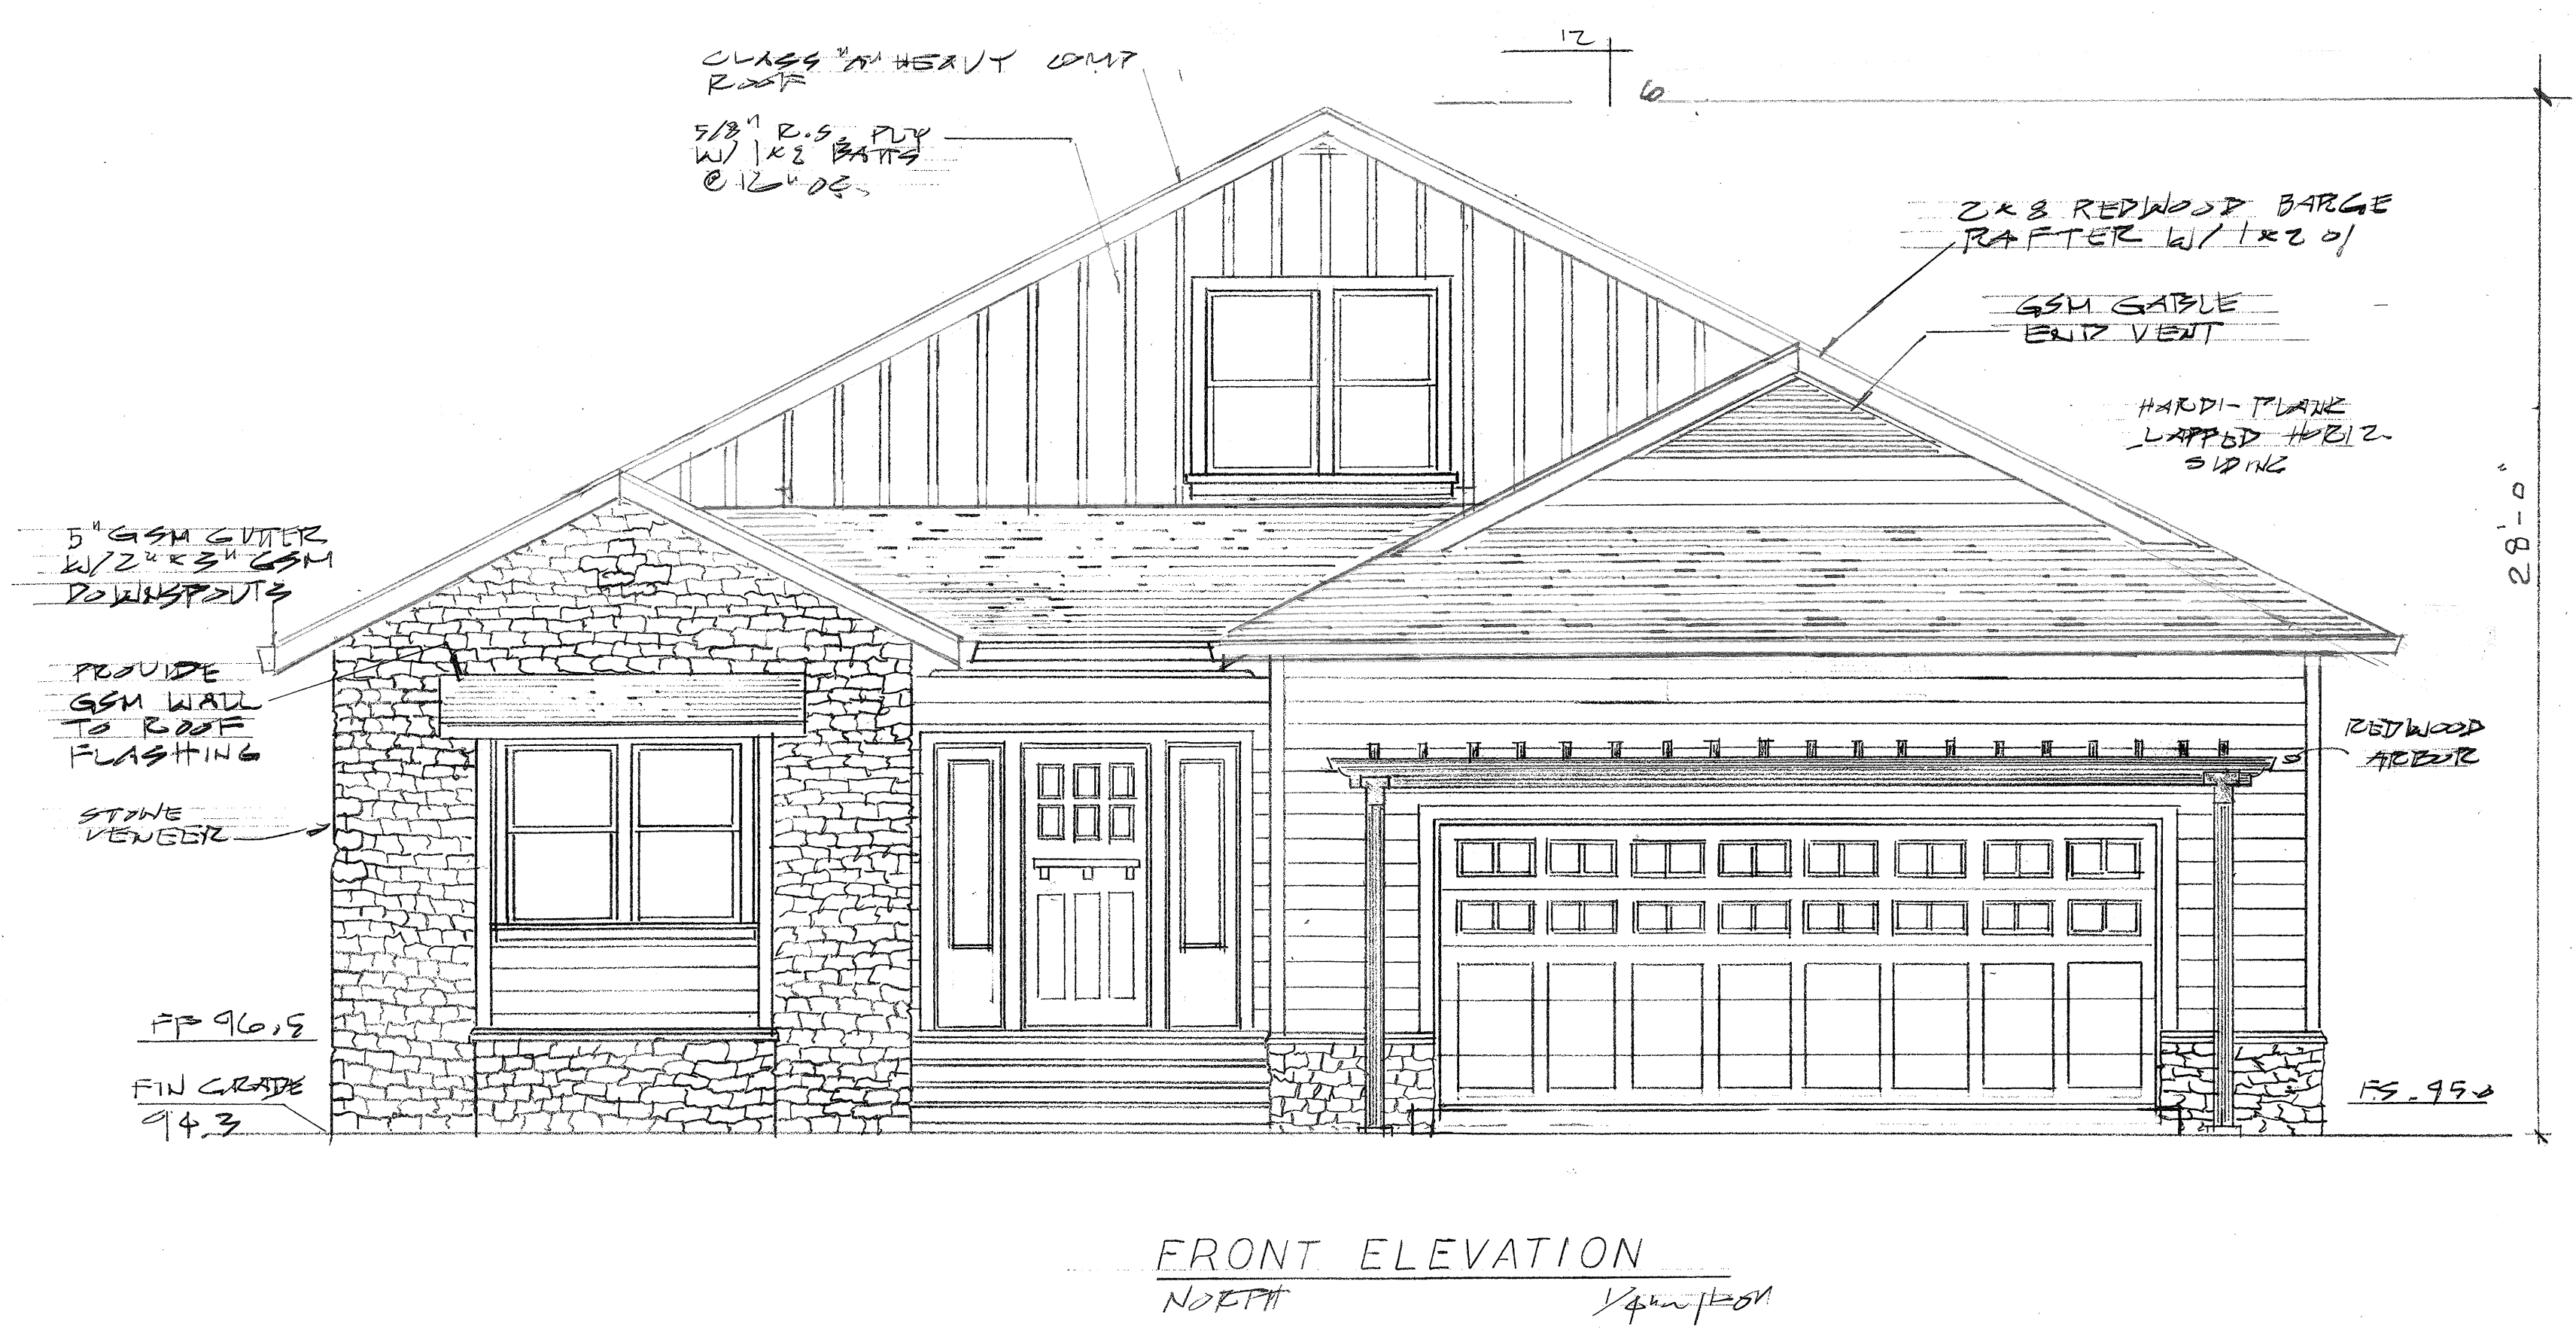 12
6
CLASS "A" HEAVY COMP
ROOF
5/8" R.S. PLY
W/ 1x2 BATTS
@ 12" OC.
2x8 REDWOOD BARGE
RAFTER W/ 1x2 o/
GSM GABLE
END VENT
HARDI-PLANK
LAPPED HORIZ.
SIDING
28'-0"
5" GSM GUTTER
W/ 2" x 3" GSM
DOWNSPOUTS
PROVIDE
GSM WALL
TO ROOF
FLASHING
STONE
VENEER
REDWOOD
ARBOR
FF 96.5
FIN GRADE
94.3
FS. 95.0
FRONT ELEVATION
NORTH
1/4"=1'-0"